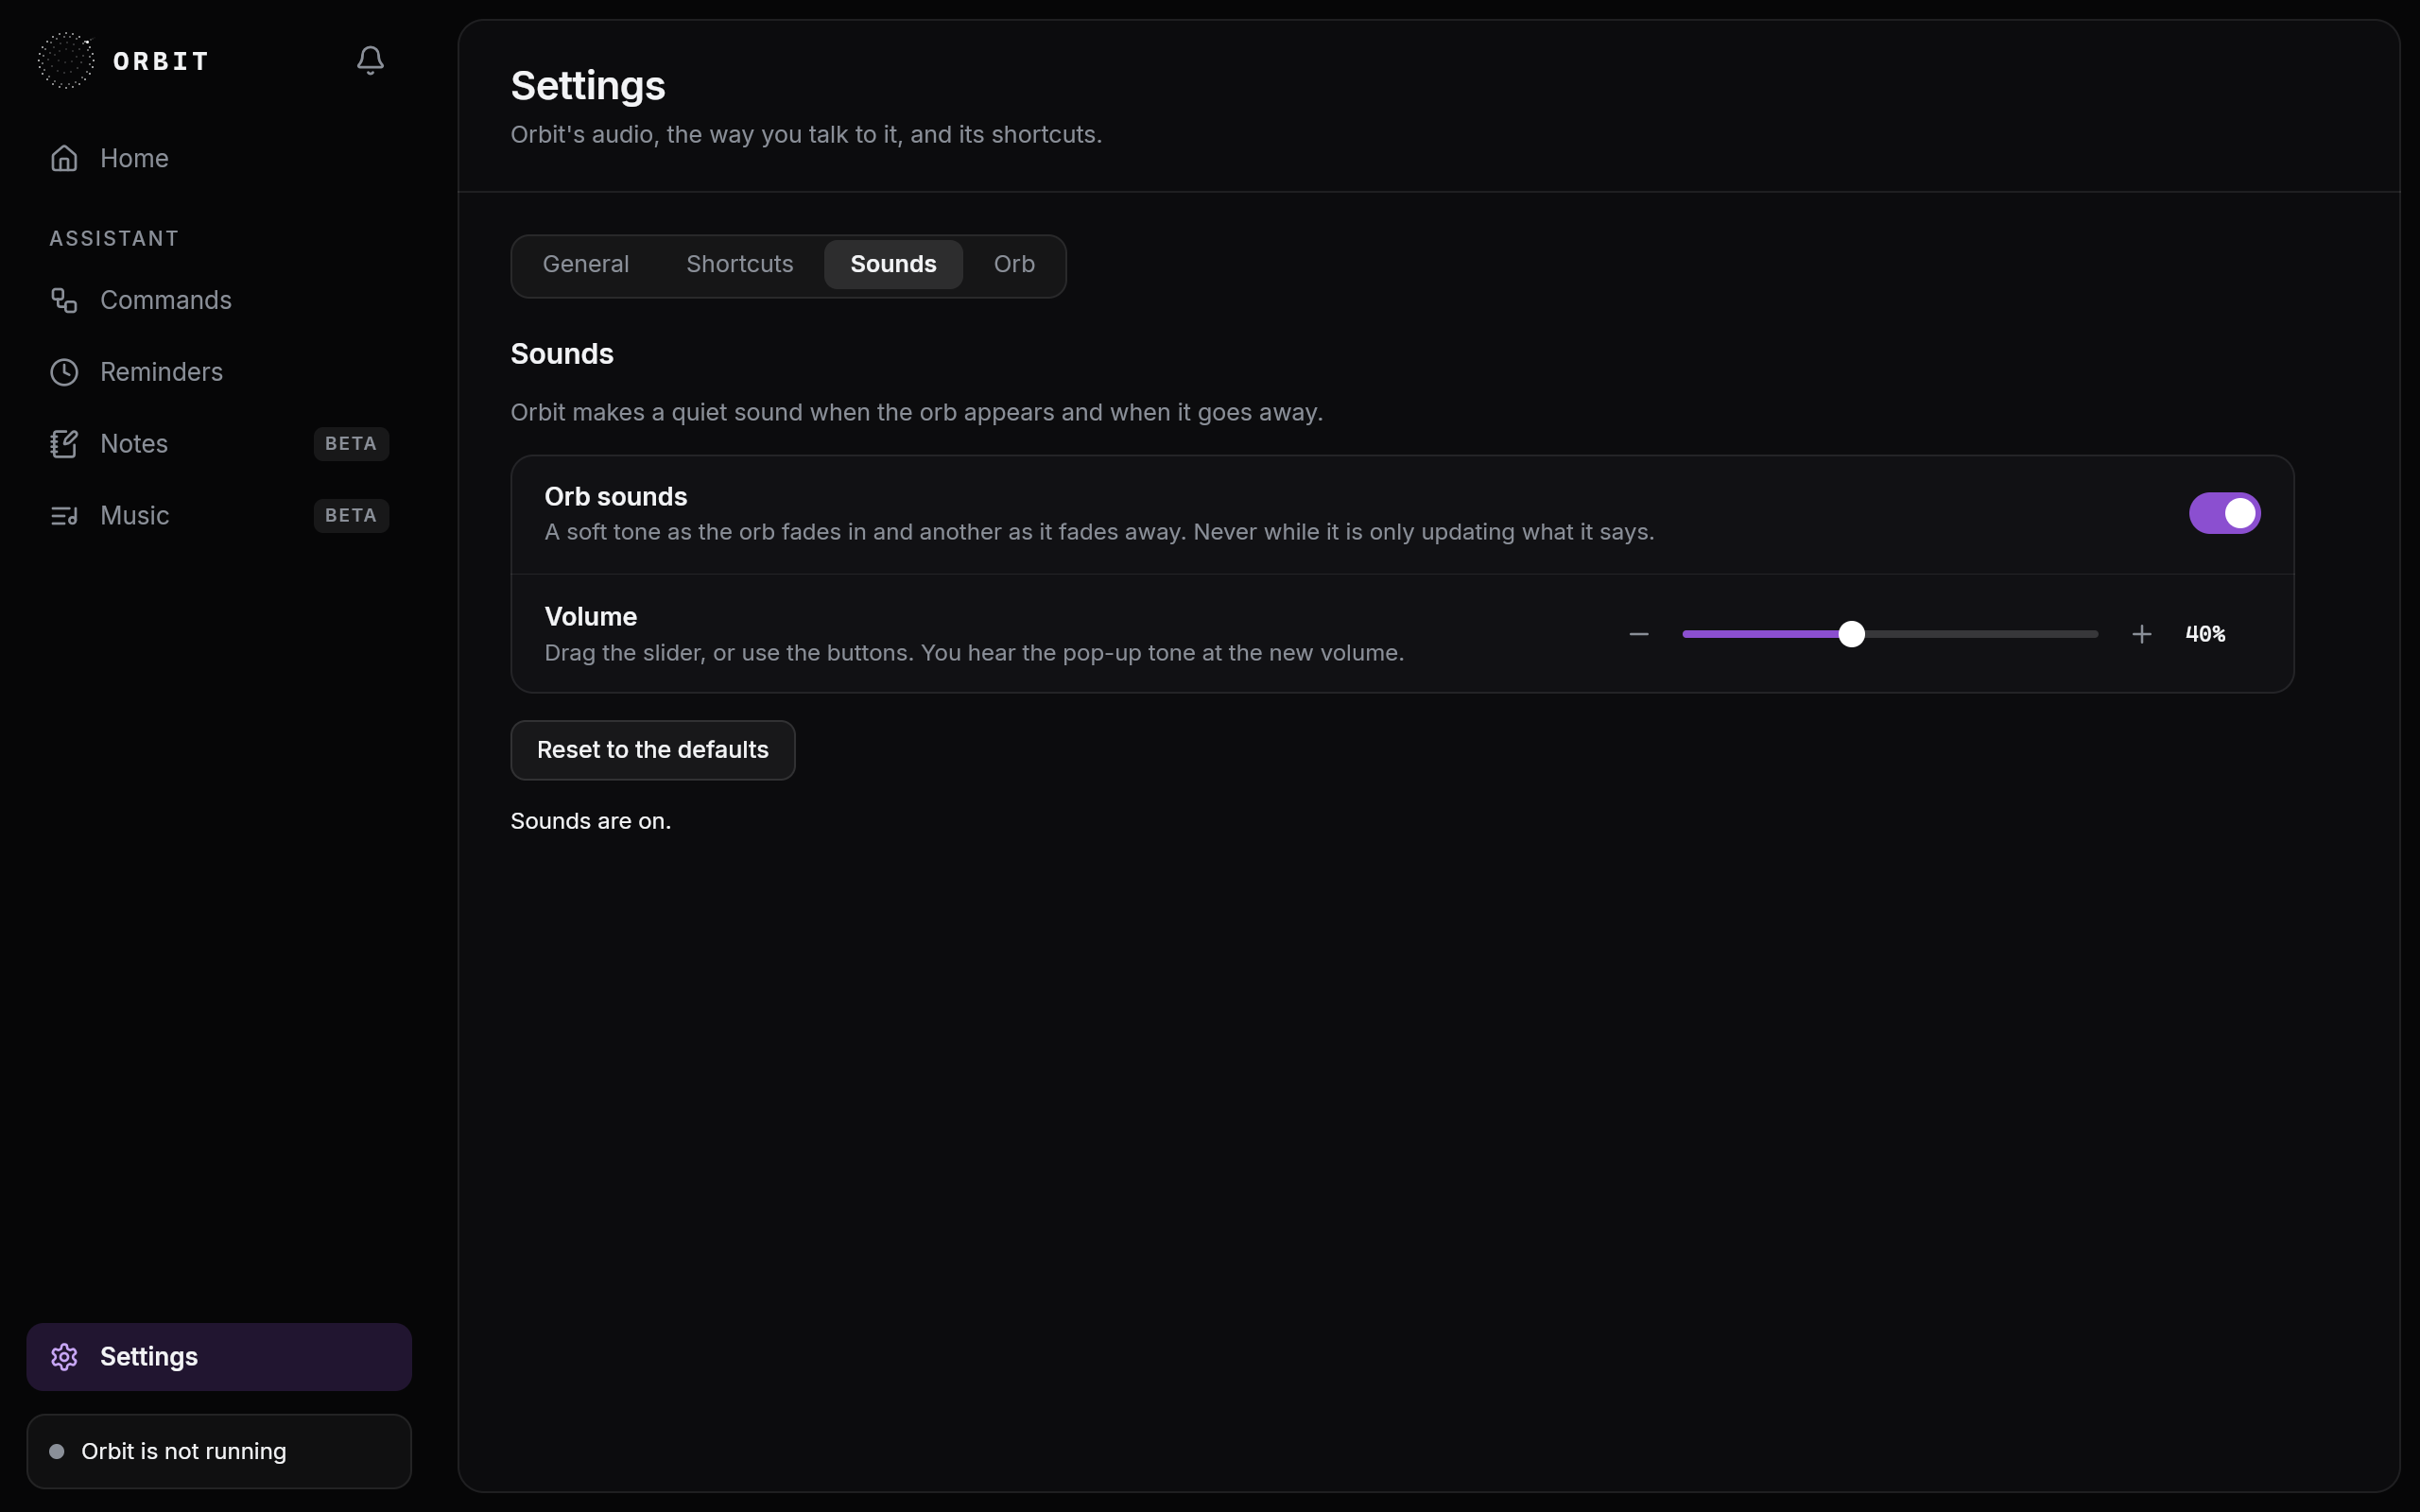 ORBIT
Home
ASSISTANT
Commands
Reminders
Notes BETA
Music BETA
Settings
Orbit is not running
Settings
Orbit's audio, the way you talk to it, and its shortcuts.
General Shortcuts Sounds Orb
Sounds
Orbit makes a quiet sound when the orb appears and when it goes away.
Orb sounds
A soft tone as the orb fades in and another as it fades away. Never while it is only updating what it says.
Volume
Drag the slider, or use the buttons. You hear the pop-up tone at the new volume.
40%
Reset to the defaults
Sounds are on.